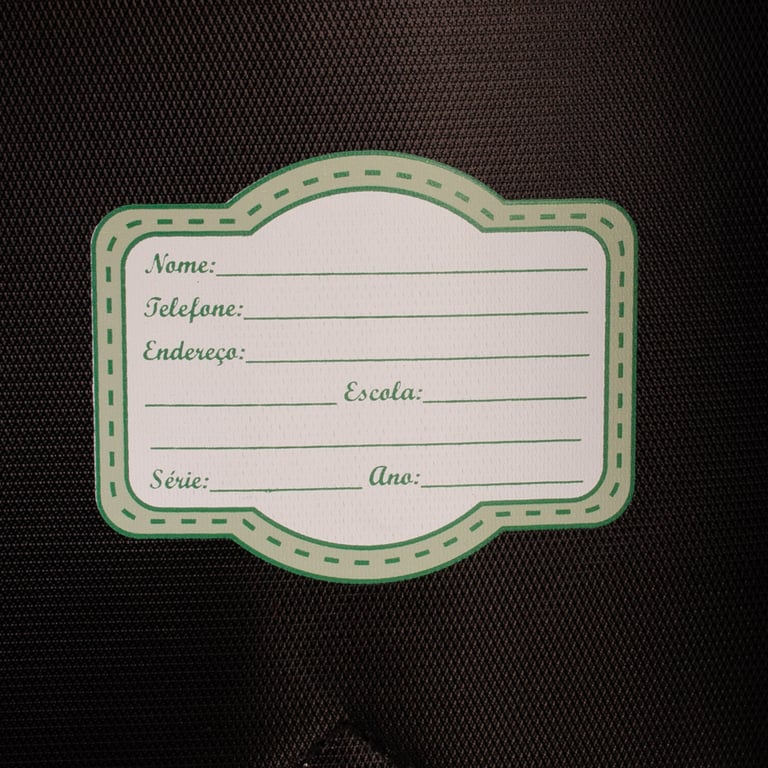 Nome:
Telefone:
Endereço:
Escola:
Série: Ano: